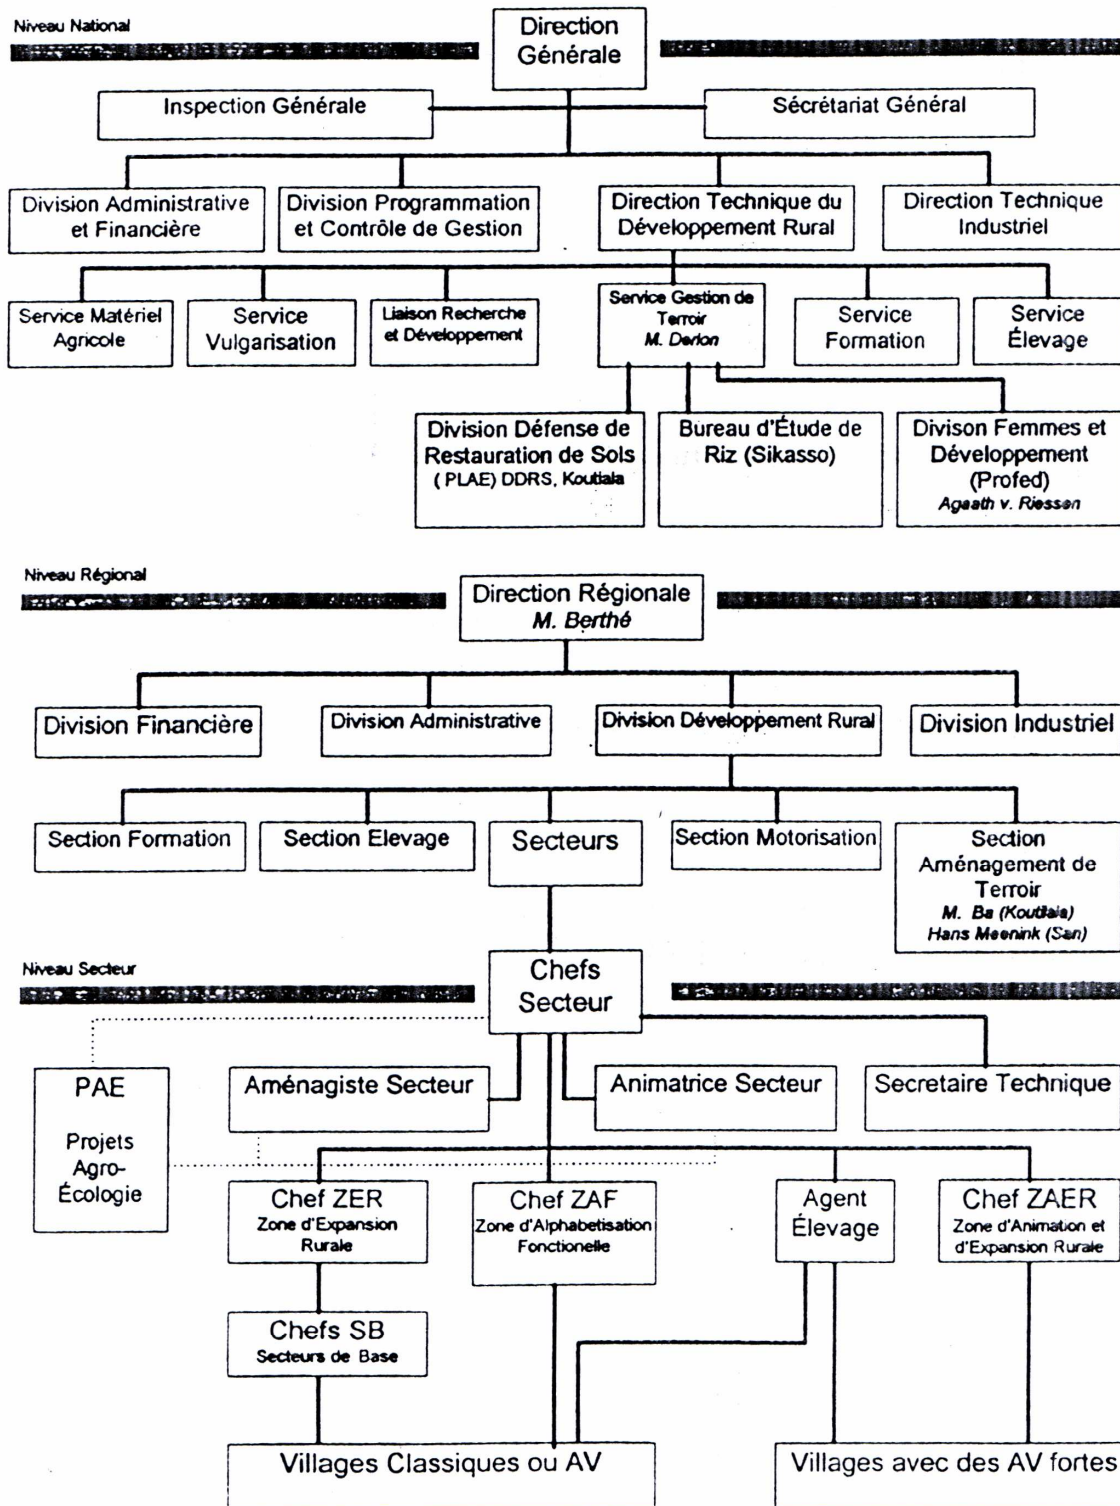 Niveau National
Direction
Générale
Inspection Générale
Sécrétariat Général
Division Administrative
et Financière
Division Programmation
et Contrôle de Gestion
Direction Technique du
Développement Rural
Direction Technique
Industriel
Service Matériel
Agricole
Service
Vulgarisation
Liaison Recherche
et Développement
Service Gestion de
Terroir
M. Derlon
Service
Formation
Service
Élevage
Division Défense de
Restauration de Sols
( PLAE) DDRS, Koutiala
Bureau d'Étude de
Riz (Sikasso)
Divison Femmes et
Développement
(Profed)
Agaath v. Riessen
Niveau Régional
Direction Régionale
M. Berthé
Division Financière
Division Administrative
Division Développement Rural
Division Industriel
Section Formation
Section Elevage
Secteurs
Section Motorisation
Section
Aménagement de
Terroir
M. Ba (Koutiala)
Hans Meenink (San)
Niveau Secteur
Chefs
Secteur
PAE
Projets
Agro-
Écologie
Aménagiste Secteur
Animatrice Secteur
Secretaire Technique
Chef ZER
Zone d'Expansion
Rurale
Chef ZAF
Zone d'Alphabetisation
Fonctionelle
Agent
Élevage
Chef ZAER
Zone d'Animation et
d'Expansion Rurale
Chefs SB
Secteurs de Base
Villages Classiques ou AV
Villages avec des AV fortes